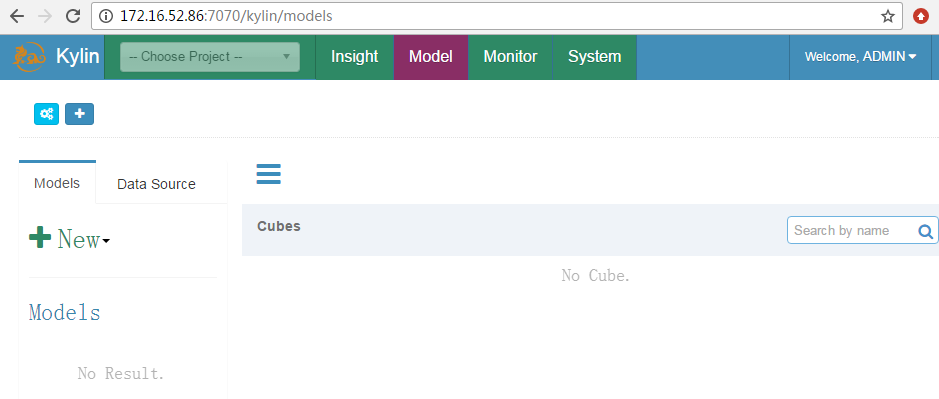 172.16.52.86:7070/kylin/models
Kylin -- Choose Project -- Insight Model Monitor System Welcome, ADMIN
Models Data Source
Cubes Search by name
New
No Cube.
Models
No Result.